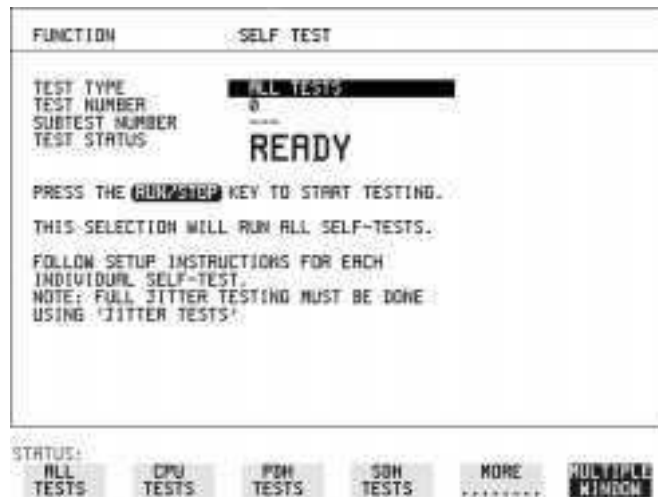 FUNCTION SELF TEST
TEST TYPE ALL TESTS
TEST NUMBER 0
SUBTEST NUMBER ---
TEST STATUS READY
PRESS THE RUN/STOP KEY TO START TESTING.
THIS SELECTION WILL RUN ALL SELF-TESTS.
FOLLOW SETUP INSTRUCTIONS FOR EACH
INDIVIDUAL SELF-TEST.
NOTE: FULL JITTER TESTING MUST BE DONE
USING 'JITTER TESTS'
STATUS:
ALL TESTS CPU TESTS PDH TESTS SDH TESTS MORE ........ MULTIPLE WINDOW